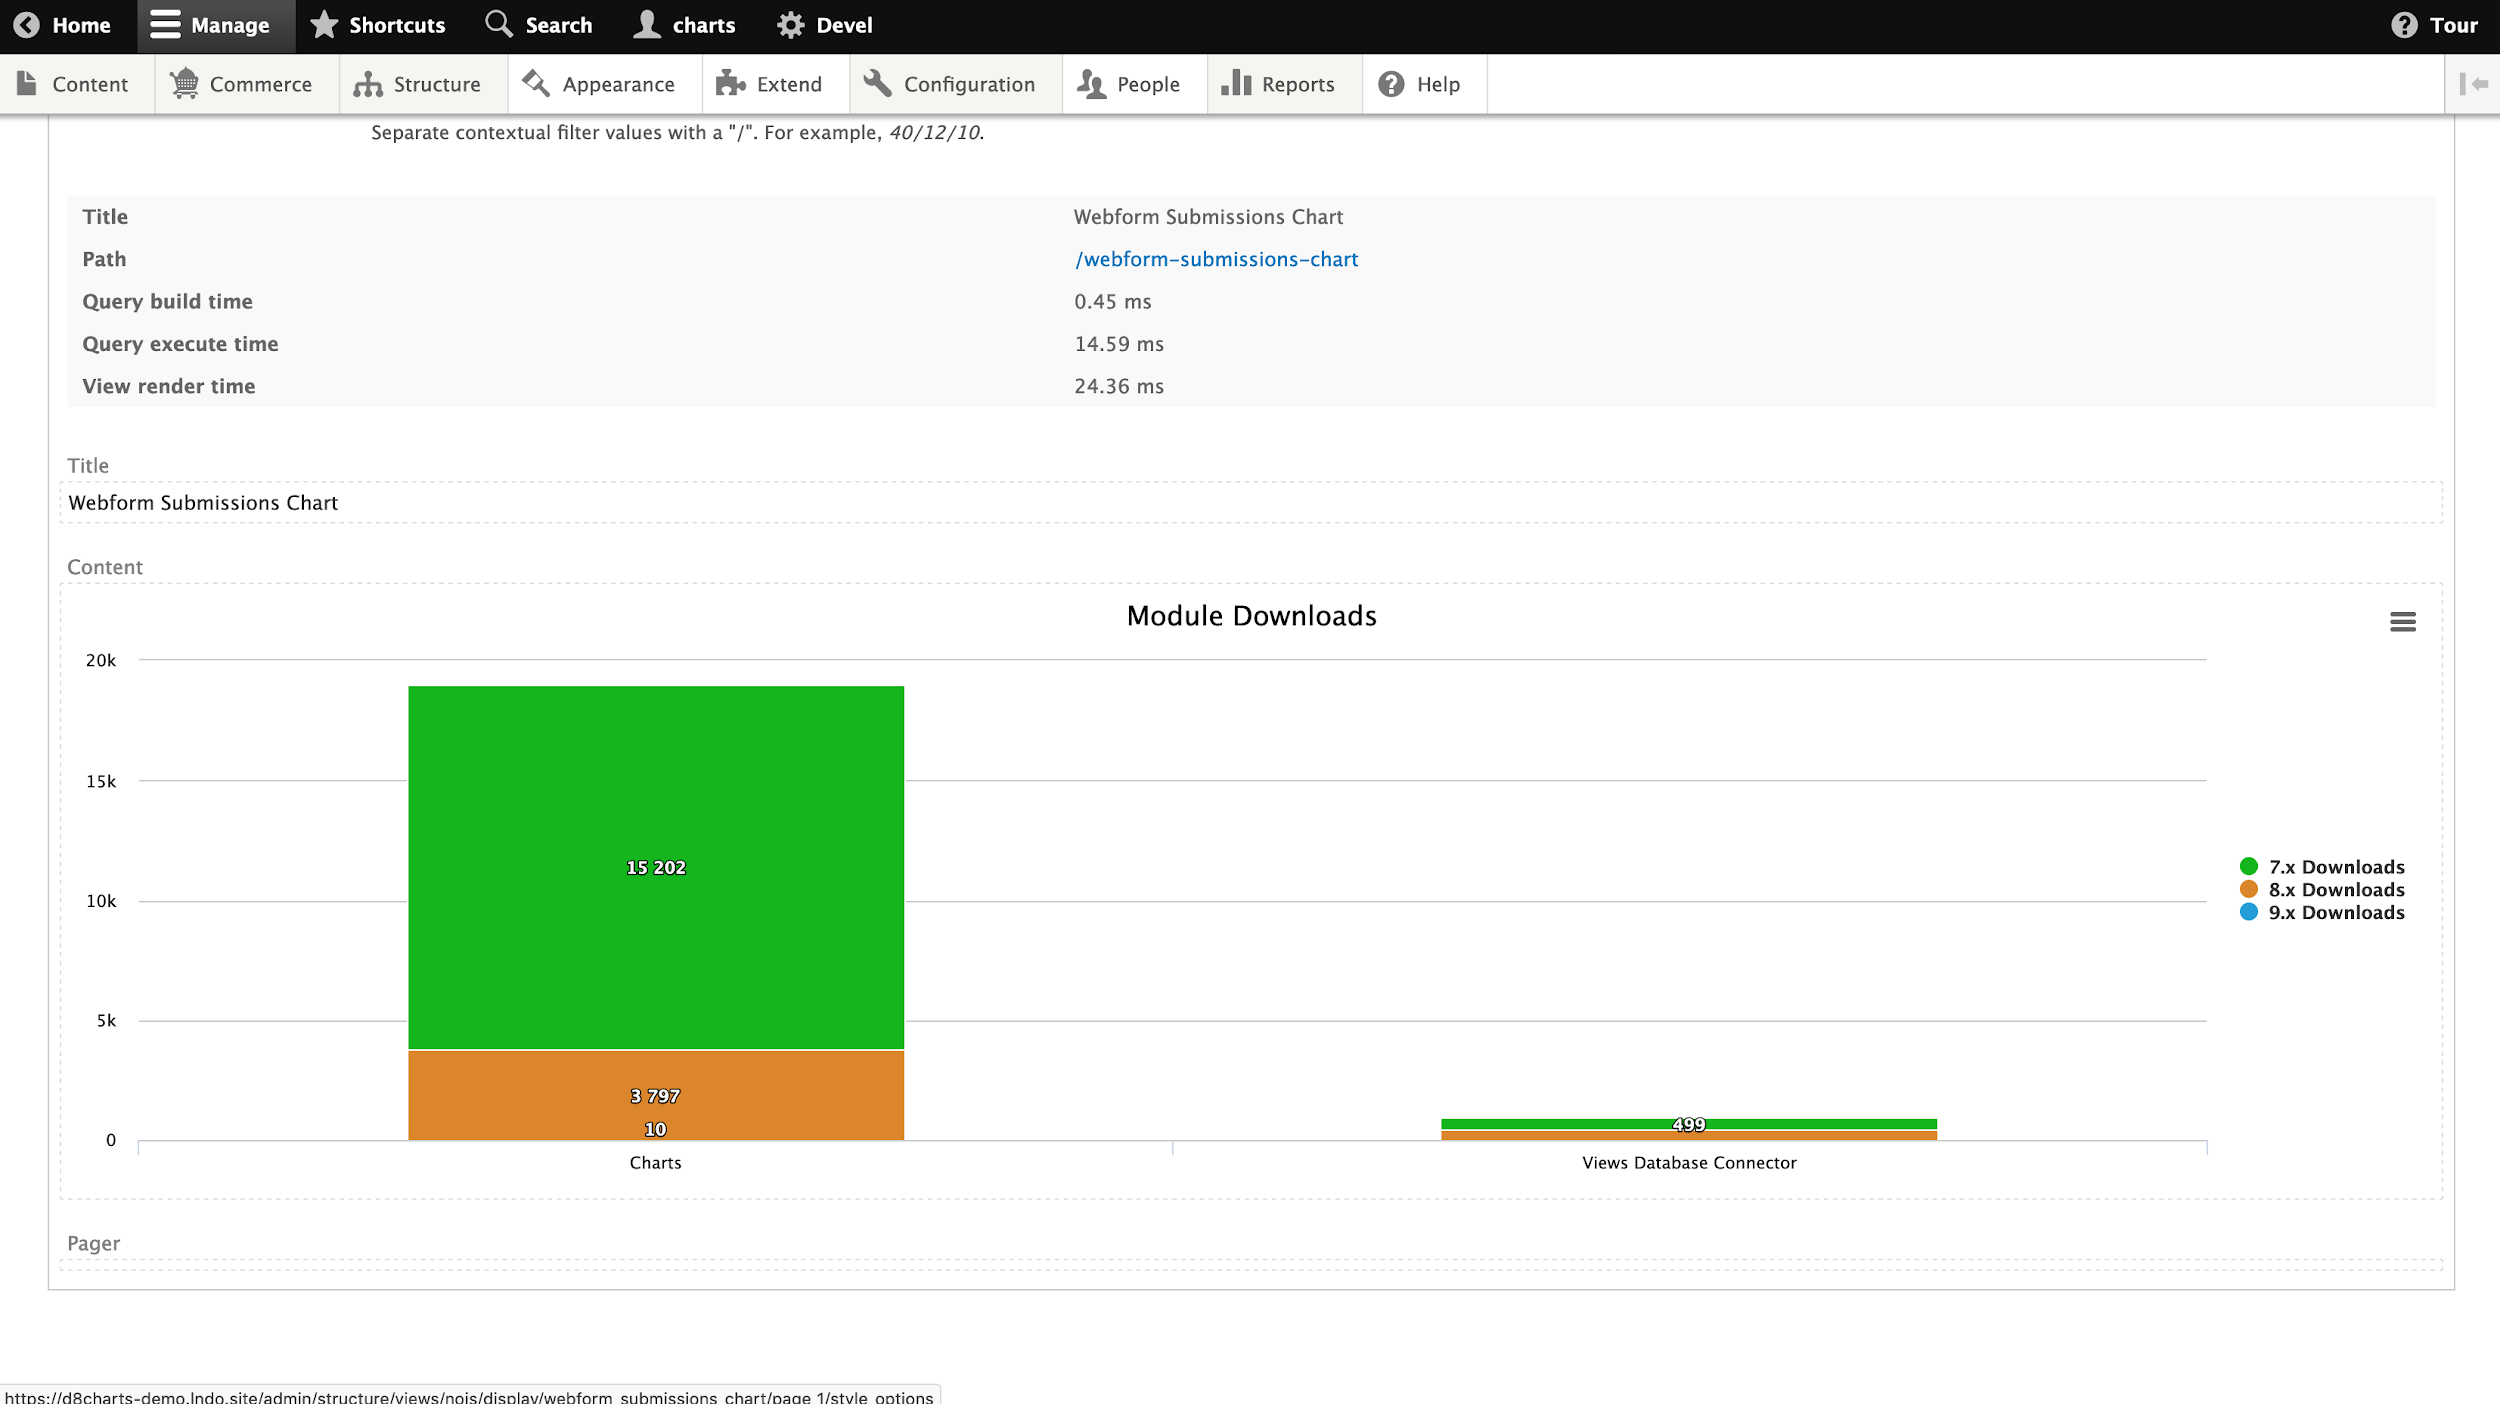 Home Manage Shortcuts Search charts Devel Tour
Content Commerce Structure Appearance Extend Configuration People Reports Help
Separate contextual filter values with a "/". For example, 40/12/10.
Title Webform Submissions Chart
Path /webform-submissions-chart
Query build time 0.45 ms
Query execute time 14.59 ms
View render time 24.36 ms
Title
Webform Submissions Chart
Content
Module Downloads
20k
15k
15 202
7.x Downloads
8.x Downloads
9.x Downloads
10k
5k
3 797
10
499
0
Charts Views Database Connector
Pager
https://d8charts-demo.lndo.site/admin/structure/views/nojs/display/webform_submissions_chart/page_1/style_options